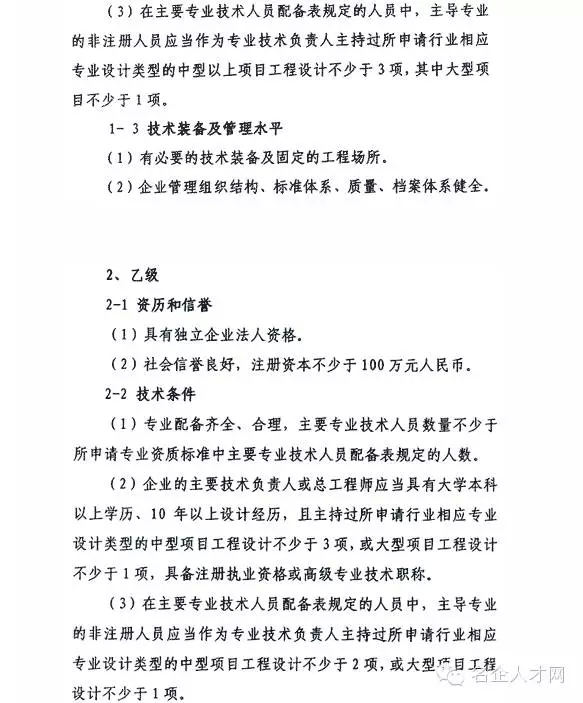 （3）在主要专业技术人员配备表规定的人员中，主导专业
的非注册人员应当作为专业技术负责人主持过所申请行业相应
专业设计类型的中型以上项目工程设计不少于3项，其中大型项
目不少于1项。
1- 3 技术装备及管理水平
（1）有必要的技术装备及固定的工程场所。
（2）企业管理组织结构、标准体系、质量、档案体系健全。
2、乙级
2-1 资历和信誉
（1）具有独立企业法人资格。
（2）社会信誉良好，注册资本不少于100万元人民币。
2-2 技术条件
（1）专业配备齐全、合理，主要专业技术人员数量不少于
所申请专业资质标准中主要专业技术人员配备表规定的人数。
（2）企业的主要技术负责人或总工程师应当具有大学本科
以上学历、10 年以上设计经历，且主持过所申请行业相应专业
设计类型的中型项目工程设计不少于3项，或大型项目工程设计
不少于1项，具备注册执业资格或高级专业技术职称。
（3）在主要专业技术人员配备表规定的人员中，主导专业
的非注册人员应当作为专业技术负责人主持过所申请行业相应
专业设计类型的中型项目工程设计不少于2项，或大型项目工程
设计不少于1项。
名企人才网